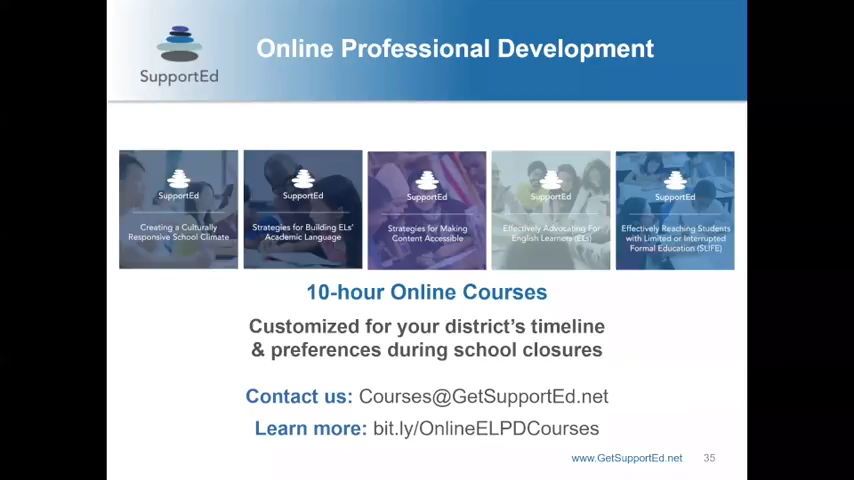 SupportEd
Online Professional Development
SupportEd
Creating a Culturally
Responsive School Climate
SupportEd
Strategies for Building ELs'
Academic Language
SupportEd
Strategies for Making
Content Accessible
SupportEd
Effectively Advocating For
English Learners (ELs)
SupportEd
Effectively Reaching Students
with Limited or Interrupted
Formal Education (SLIFE)
10-hour Online Courses
Customized for your district's timeline
& preferences during school closures
Contact us: Courses@GetSupportEd.net
Learn more: bit.ly/OnlineELPDCourses
www.GetSupportEd.net 35